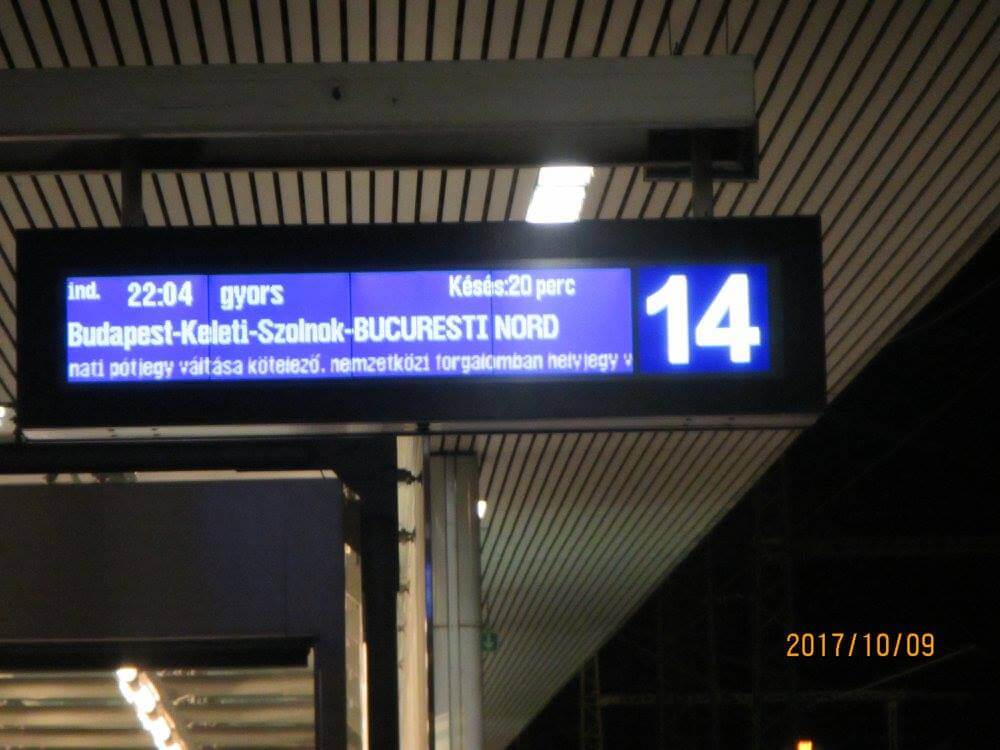 ind. 22:04 gyors Késés:20 perc
Budapest-Keleti-Szolnok-BUCURESTI NORD
nati pótjegy váltása kötelező, nemzetközi forgalomban helyjegy v
14
2017/10/09